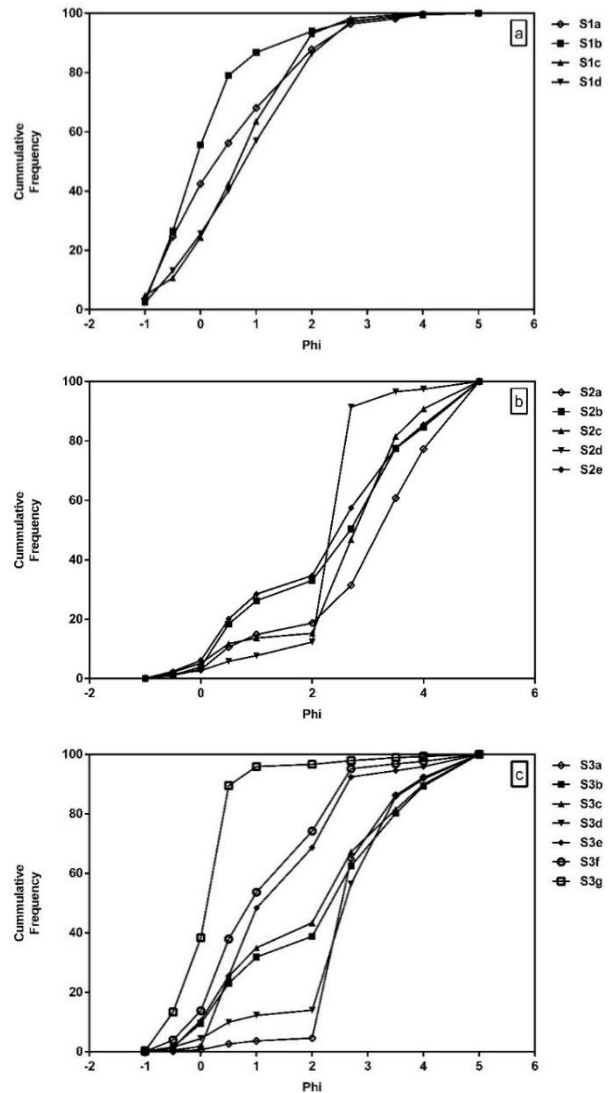 100
80
60
40
20
0
Cummulative
Frequency
-2 -1 0 1 2 3 4 5 6
Phi
a
S1a
S1b
S1c
S1d
100
80
60
40
20
0
Cummulative
Frequency
-2 -1 0 1 2 3 4 5 6
Phi
b
S2a
S2b
S2c
S2d
S2e
100
80
60
40
20
0
Cummulative
Frequency
-2 -1 0 1 2 3 4 5 6
Phi
c
S3a
S3b
S3c
S3d
S3e
S3f
S3g